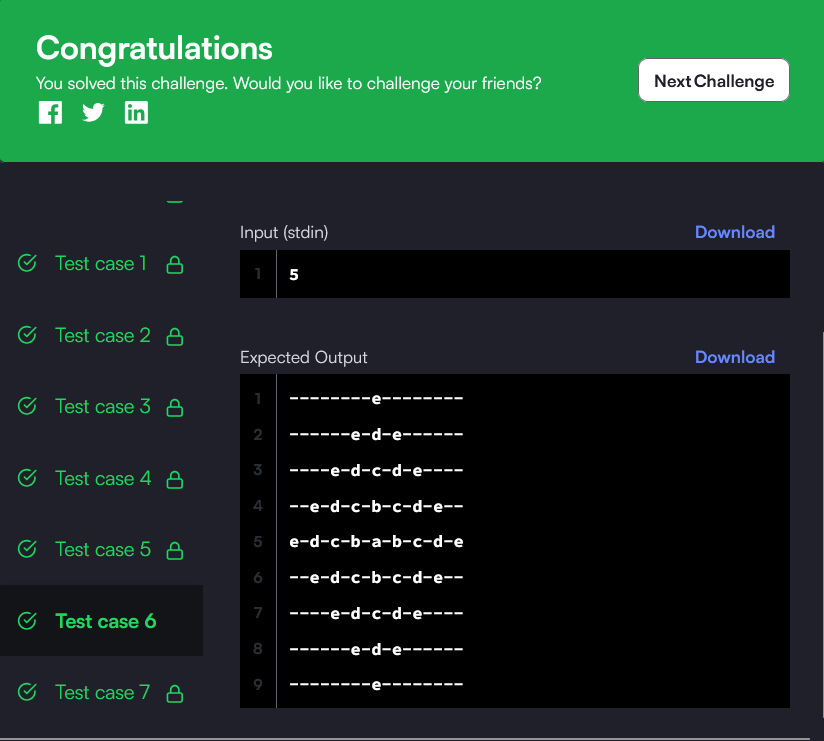 Congratulations
You solved this challenge. Would you like to challenge your friends?
Next Challenge
Test case 1
Test case 2
Test case 3
Test case 4
Test case 5
Test case 6
Test case 7
Input (stdin)
Download
1 5
Expected Output
Download
1 --------e--------
2 ------e-d-e------
3 ----e-d-c-d-e----
4 --e-d-c-b-c-d-e--
5 e-d-c-b-a-b-c-d-e
6 --e-d-c-b-c-d-e--
7 ----e-d-c-d-e----
8 ------e-d-e------
9 --------e--------